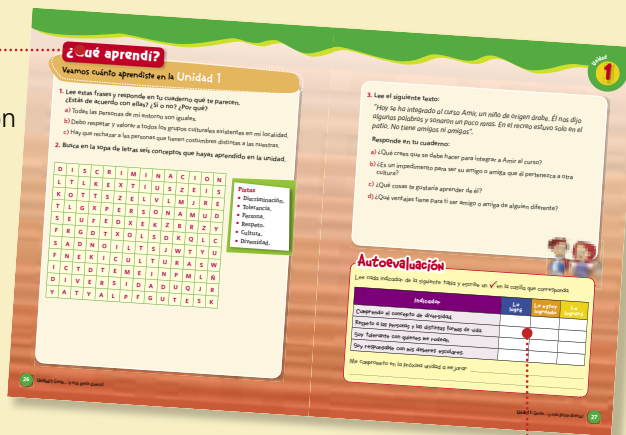 ón
¿Qué aprendí?
Veamos cuánto aprendiste en la Unidad 1
1. Lee estas frases y responde en tu cuaderno qué te parecen.
¿Estás de acuerdo con ellas? ¿Sí o no? ¿Por qué?
a) Todas las personas de mi entorno son iguales.
b) Debo respetar y valorar a todos los grupos culturales existentes en mi localidad.
c) Hay que rechazar a las personas que tienen costumbres distintas a las nuestras.
2. Busca en la sopa de letras seis conceptos que hayas aprendido en la unidad.
D I S C R I M I N A C I O N
L T L K E X T I U S Z E I S
K O T T S Z E L V L L M J R E
T L G X P E R S O N A M U D
S E U F E D X E K Z B R Z Y
F R G D T X O L S D K Q L C
S A D N O I L T S J W T Y U
F N E K I C U L T U R A S W
I C T D T E M E I N P M L Ñ
D I V E R S I D A D U Q J R
Y A T Y A L P F G U T E S K
Pistas
• Discriminación.
• Tolerancia.
• Persona.
• Respeto.
• Cultura.
• Diversidad.
26
Unidad 1
3. Lee el siguiente texto:
"Hoy se ha integrado al curso Amir, un niño de origen árabe. Él nos dijo
algunas palabras y sonaron un poco raras. En el recreo estuvo solo en el
patio. No tiene amigos ni amigas".
Responde en tu cuaderno:
a) ¿Qué crees que se debe hacer para integrar a Amir al curso?
b) ¿Es un impedimento para ser su amigo o amiga que él pertenezca a otra
cultura?
c) ¿Qué cosas te gustaría aprender de él?
d) ¿Qué ventajas tiene para ti ser amigo o amiga de alguien diferente?
Unidad
1
Autoevaluación
Lee cada indicador de la siguiente tabla y escribe un ✓ en la casilla que corresponda.
Indicador
Lo logré
Lo estoy logrando
Lo lograré
Comprendo el concepto de diversidad.
Respeto a las personas y las distintas formas de vida.
Soy tolerante con quienes me rodean.
Soy responsable con mis deberes escolares.
Me comprometo en la próxima unidad a mejorar
Unidad 1
27